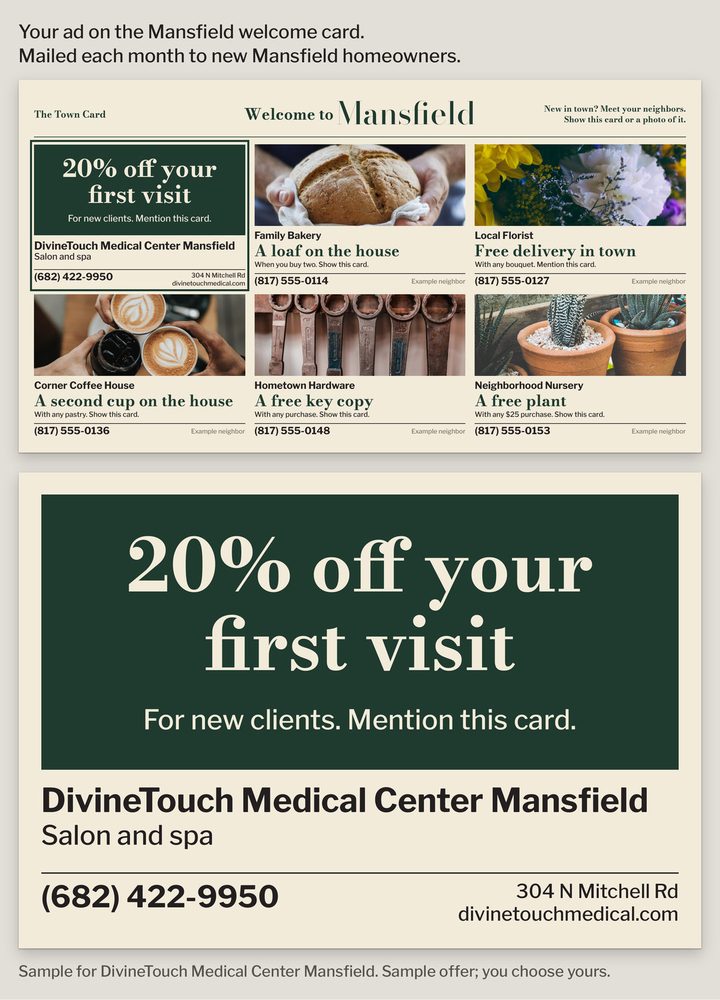 Your ad on the Mansfield welcome card.
Mailed each month to new Mansfield homeowners.
The Town Card
Welcome to Mansfield
New in town? Meet your neighbors.
Show this card or a photo of it.
20% off your
first visit
For new clients. Mention this card.
DivineTouch Medical Center Mansfield
Salon and spa
(682) 422-9950
304 N Mitchell Rd
divinetouchmedical.com
Family Bakery
A loaf on the house
When you buy two. Show this card.
(817) 555-0114
Example neighbor
Local Florist
Free delivery in town
With any bouquet. Mention this card.
(817) 555-0127
Example neighbor
Corner Coffee House
A second cup on the house
With any pastry. Show this card.
(817) 555-0136
Example neighbor
Hometown Hardware
A free key copy
With any purchase. Show this card.
(817) 555-0148
Example neighbor
Neighborhood Nursery
A free plant
With any $25 purchase. Show this card.
(817) 555-0153
Example neighbor
20% off your
first visit
For new clients. Mention this card.
DivineTouch Medical Center Mansfield
Salon and spa
(682) 422-9950
304 N Mitchell Rd
divinetouchmedical.com
Sample for DivineTouch Medical Center Mansfield. Sample offer; you choose yours.